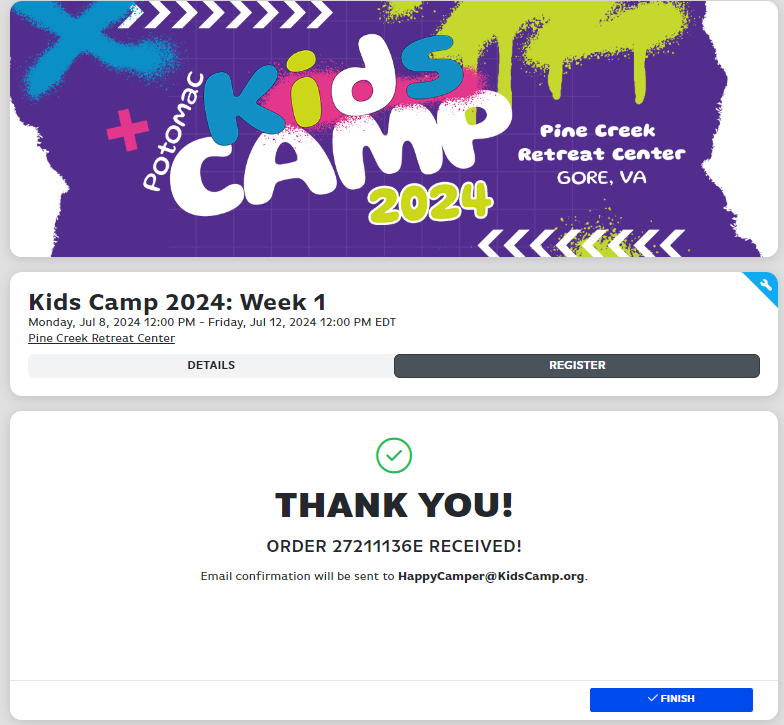 Potomac
Kids
CAMP
2024
Pine Creek
Retreat Center
GORE, VA
Kids Camp 2024: Week 1
Monday, Jul 8, 2024 12:00 PM - Friday, Jul 12, 2024 12:00 PM EDT
Pine Creek Retreat Center
DETAILS
REGISTER
THANK YOU!
ORDER 27211136E RECEIVED!
Email confirmation will be sent to HappyCamper@KidsCamp.org.
FINISH